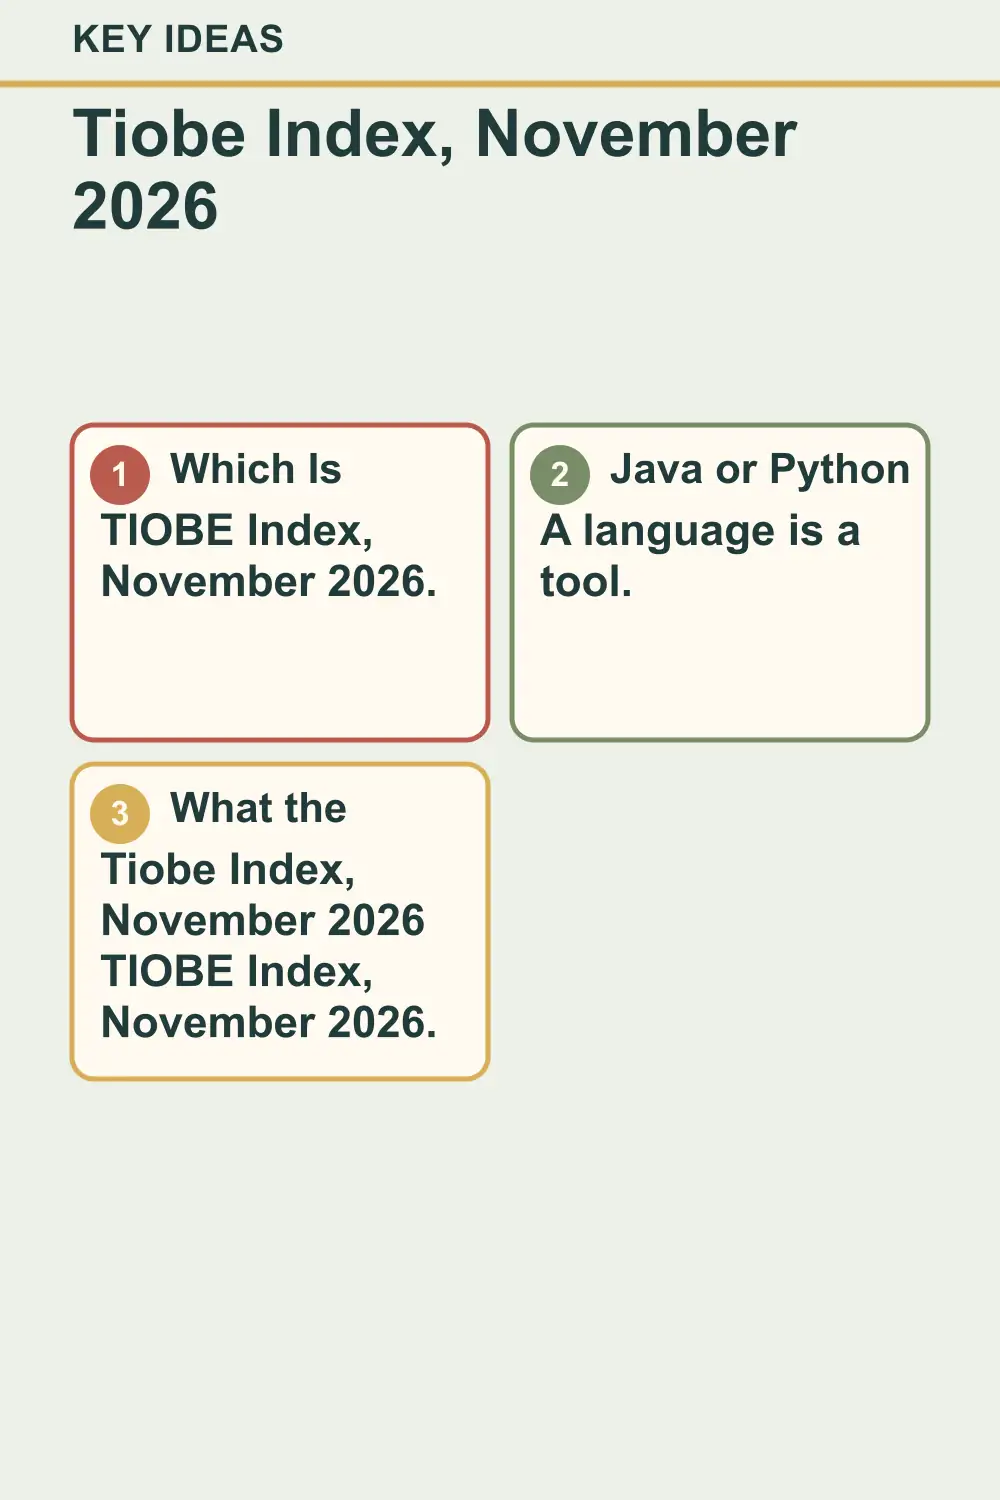 KEY IDEAS
Tiobe Index, November
2026
1 Which Is
TIOBE Index,
November 2026.
2 Java or Python
A language is a
tool.
3 What the
Tiobe Index,
November 2026
TIOBE Index,
November 2026.